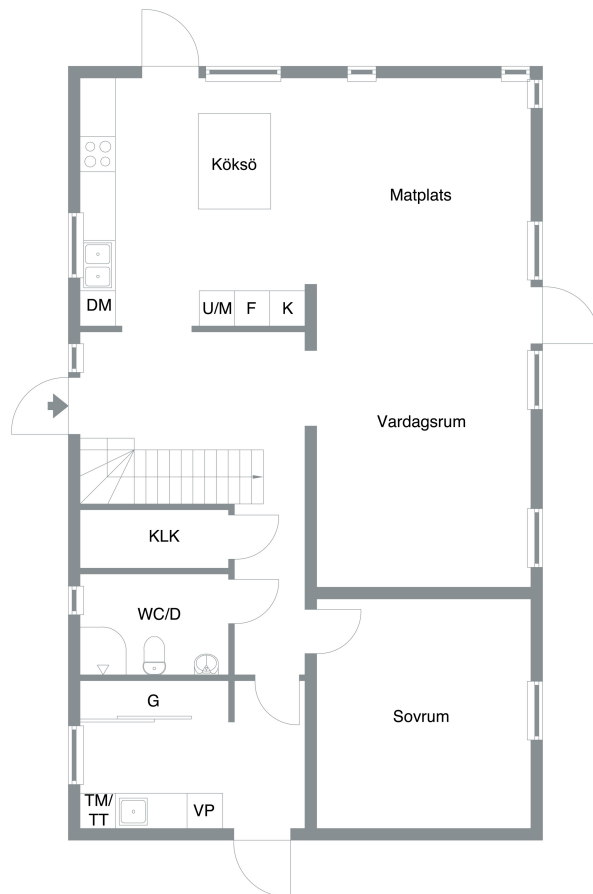 Köksö
Matplats
DM
U/M F K
Vardagsrum
KLK
WC/D
G
Sovrum
TM/
TT
VP